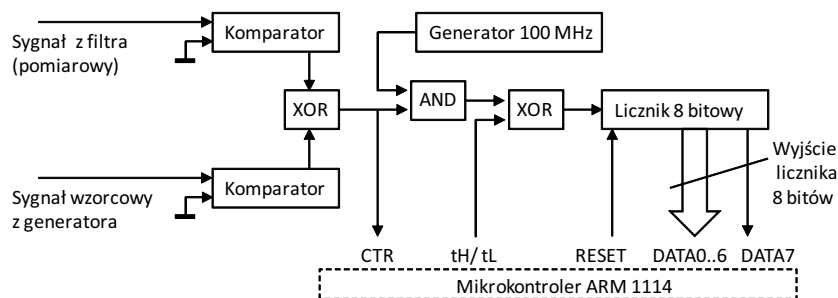 Sygnał z filtra
(pomiarowy)
Komparator
Generator 100 MHz
XOR
AND
XOR
Licznik 8 bitowy
Sygnał wzorcowy
z generatora
Komparator
Wyjście
licznika
8 bitów
CTR
tH/ tL
RESET
DATA0..6
DATA7
Mikrokontroler ARM 1114